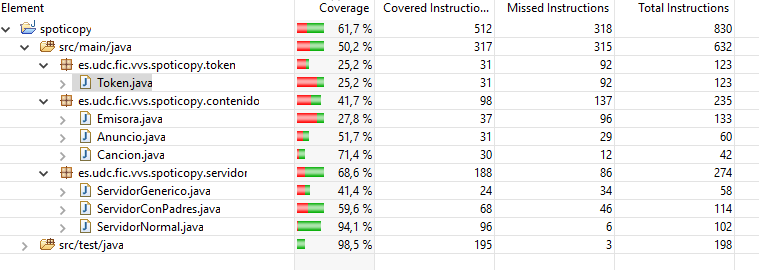 Element Coverage Covered Instructio... Missed Instructions Total Instructions
spoticopy 61,7 % 512 318 830
src/main/java 50,2 % 317 315 632
es.udc.fic.vvs.spoticopy.token 25,2 % 31 92 123
Token.java 25,2 % 31 92 123
es.udc.fic.vvs.spoticopy.contenido 41,7 % 98 137 235
Emisora.java 27,8 % 37 96 133
Anuncio.java 51,7 % 31 29 60
Cancion.java 71,4 % 30 12 42
es.udc.fic.vvs.spoticopy.servidor 68,6 % 188 86 274
ServidorGenerico.java 41,4 % 24 34 58
ServidorConPadres.java 59,6 % 68 46 114
ServidorNormal.java 94,1 % 96 6 102
src/test/java 98,5 % 195 3 198